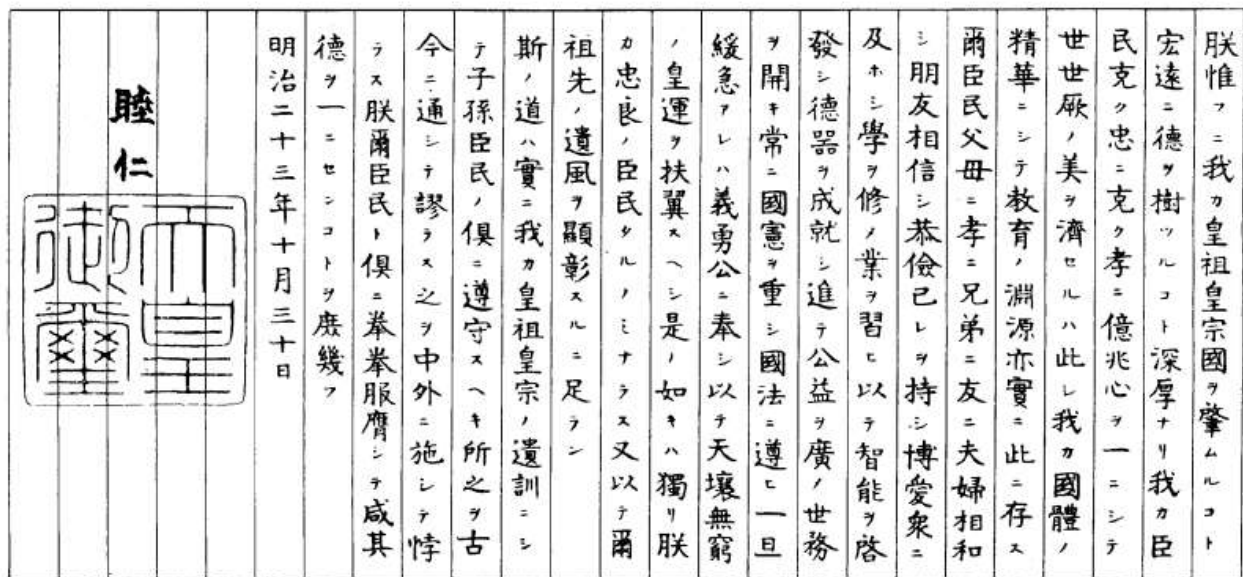 朕惟フニ我カ皇祖皇宗國ヲ肇ムルコト
宏遠ニ德ヲ樹ツルコト深厚ナリ我カ臣
民克ク忠ニ克ク孝ニ億兆心ヲ一ニシテ
世世厥ノ美ヲ濟セルハ此レ我カ國體ノ
精華ニシテ教育ノ淵源亦實ニ此ニ存ス
爾臣民父母ニ孝ニ兄弟ニ友ニ夫婦相和
シ朋友相信シ恭儉己レヲ持シ博愛衆ニ
及ホシ學ヲ修メ業ヲ習ヒ以テ智能ヲ啓
發シ德器ヲ成就シ進テ公益ヲ廣メ世務
ヲ開キ常ニ國憲ヲ重シ國法ニ遵ヒ一旦
緩急アレハ義勇公ニ奉シ以テ天壤無窮
ノ皇運ヲ扶翼スヘシ是ノ如キハ獨リ朕
カ忠良ノ臣民タルノミナラス又以テ爾
祖先ノ遺風ヲ顯彰スルニ足ラン
斯ノ道ハ實ニ我カ皇祖皇宗ノ遺訓ニシ
テ子孫臣民ノ俱ニ遵守スヘキ所之ヲ古
今ニ通シテ謬ラス之ヲ中外ニ施シテ悖
ラス朕爾臣民ト俱ニ拳拳服膺シテ咸其
德ヲ一ニセンコトヲ庶幾フ
明治二十三年十月三十日
睦仁
天皇
御璽